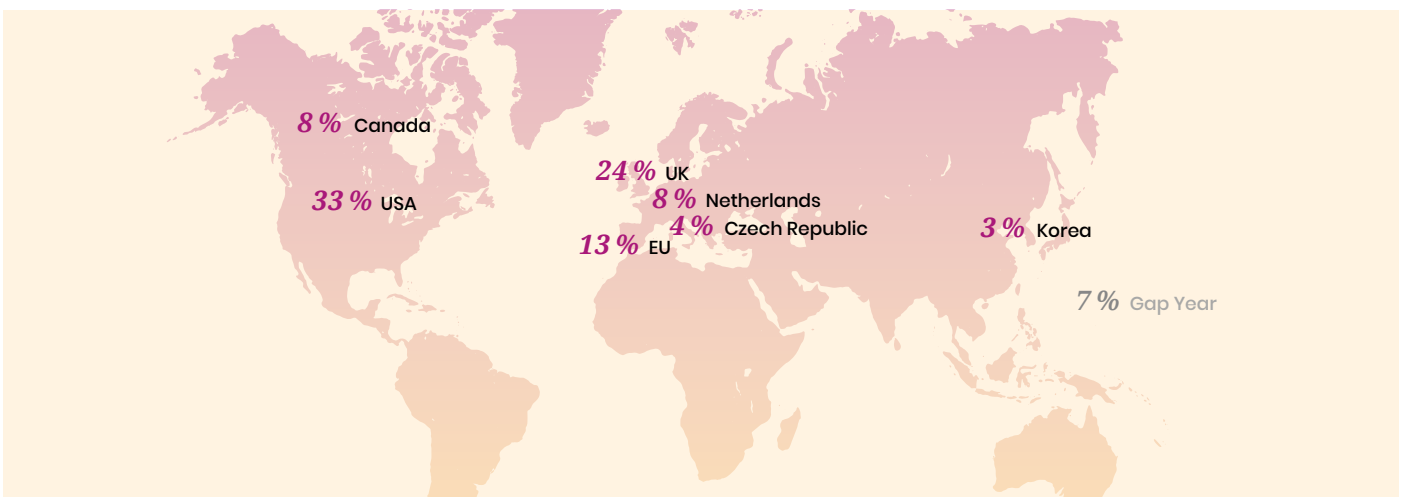 8 % Canada
33 % USA
24 % UK
8 % Netherlands
4 % Czech Republic
13 % EU
3 % Korea
7 % Gap Year